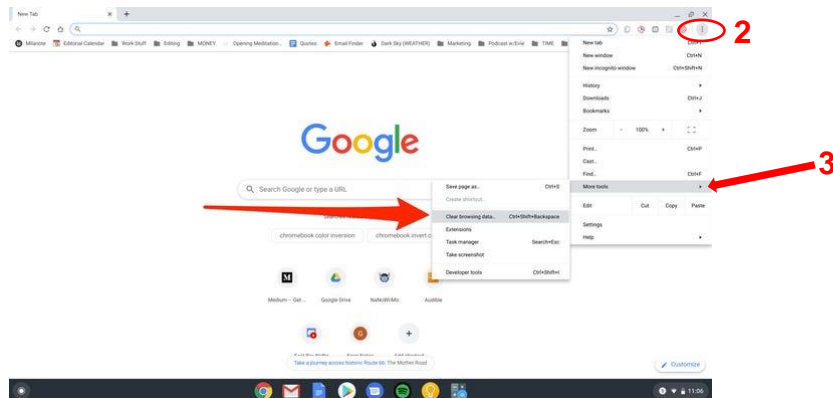 New Tab
2
Milanote Editorial Calendar Work Stuff Editing MONEY Opening Meditation... Quotes Email Finder Dark Sky (WEATHER) Marketing Podcast w/Evie TIME
New tab Ctrl+T
New window Ctrl+N
New incognito window Ctrl+Shift+N
History
Downloads Ctrl+J
Bookmarks
Zoom - 100% +
Print... Ctrl+P
Cast...
Find... Ctrl+F
3
More tools
Edit Cut Copy Paste
Settings
Help
Google
Search Google or type a URL
Save page as... Ctrl+S
Create shortcut...
Clear browsing data... Ctrl+Shift+Backspace
Extensions
Task manager Search+Esc
Take screenshot
Developer tools Ctrl+Shift+I
chromebook color inversion chromebook invert c
M
Medium – Get ... Google Drive NaNoWriMo Audible
G
Add shortcut
Take a journey across historic Route 66, The Mother Road
Customize
11:06